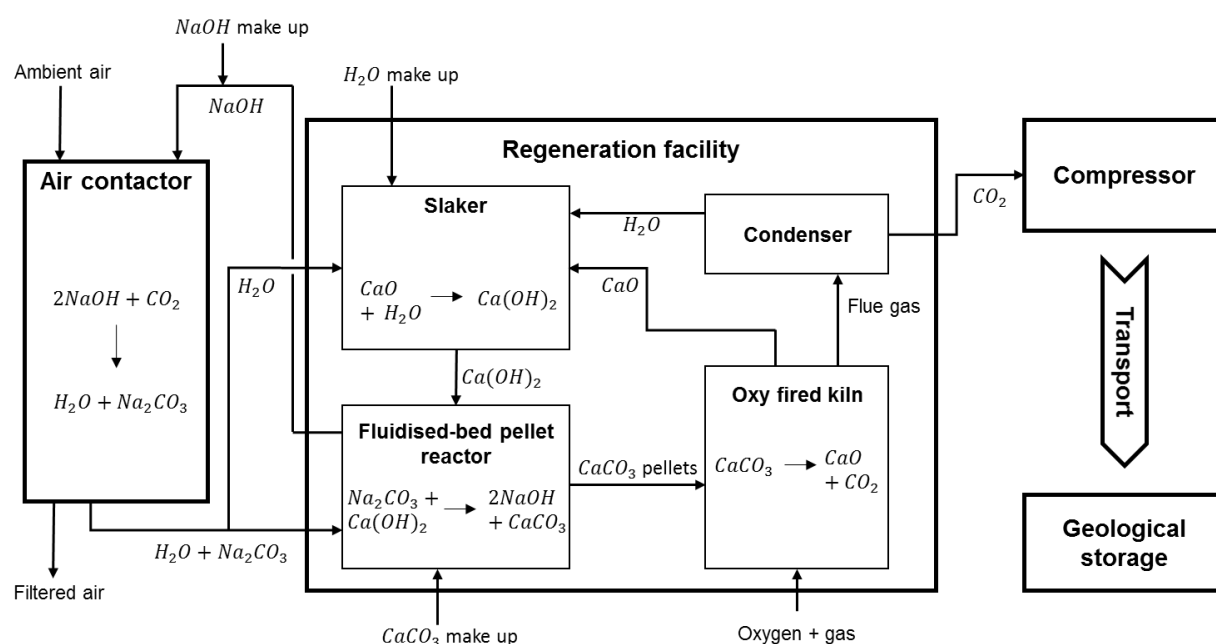 NaOH make up
Ambient air
NaOH
H₂O make up
Regeneration facility
Air contactor
2NaOH + CO₂
H₂O + Na₂CO₃
Slaker
CaO
+ H₂O
Ca(OH)₂
H₂O
H₂O
Condenser
CO₂
Compressor
CaO
Flue gas
Transport
Ca(OH)₂
Fluidised-bed pellet
reactor
Na₂CO₃ +
Ca(OH)₂
2NaOH
+ CaCO₃
CaCO₃ pellets
Oxy fired kiln
CaCO₃
CaO
+ CO₂
Geological
storage
H₂O + Na₂CO₃
Filtered air
CaCO₃ make up
Oxygen + gas